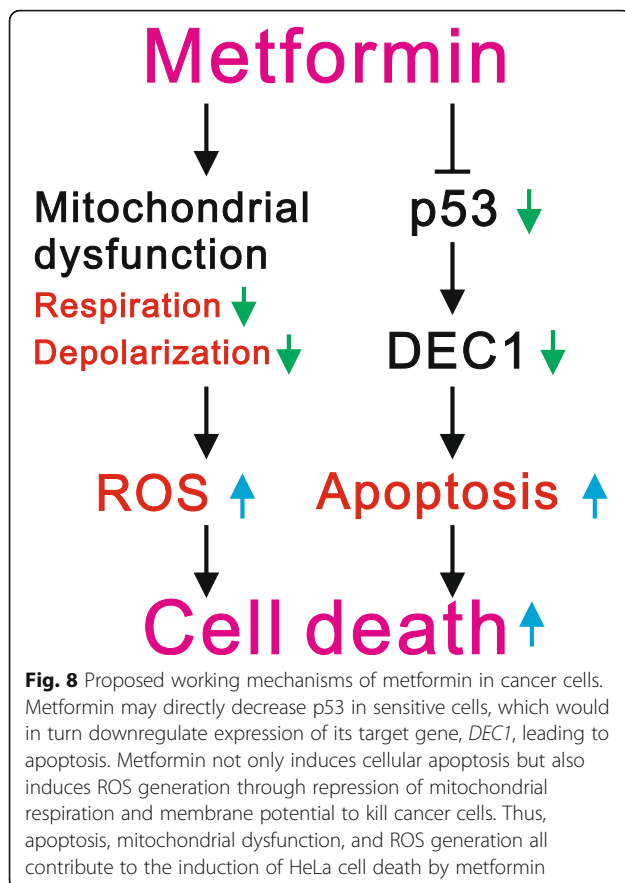 Metformin
Mitochondrial
dysfunction
Respiration
Depolarization
ROS
p53
DEC1
Apoptosis
Cell death
Fig. 8 Proposed working mechanisms of metformin in cancer cells.
Metformin may directly decrease p53 in sensitive cells, which would
in turn downregulate expression of its target gene, DEC1, leading to
apoptosis. Metformin not only induces cellular apoptosis but also
induces ROS generation through repression of mitochondrial
respiration and membrane potential to kill cancer cells. Thus,
apoptosis, mitochondrial dysfunction, and ROS generation all
contribute to the induction of HeLa cell death by metformin